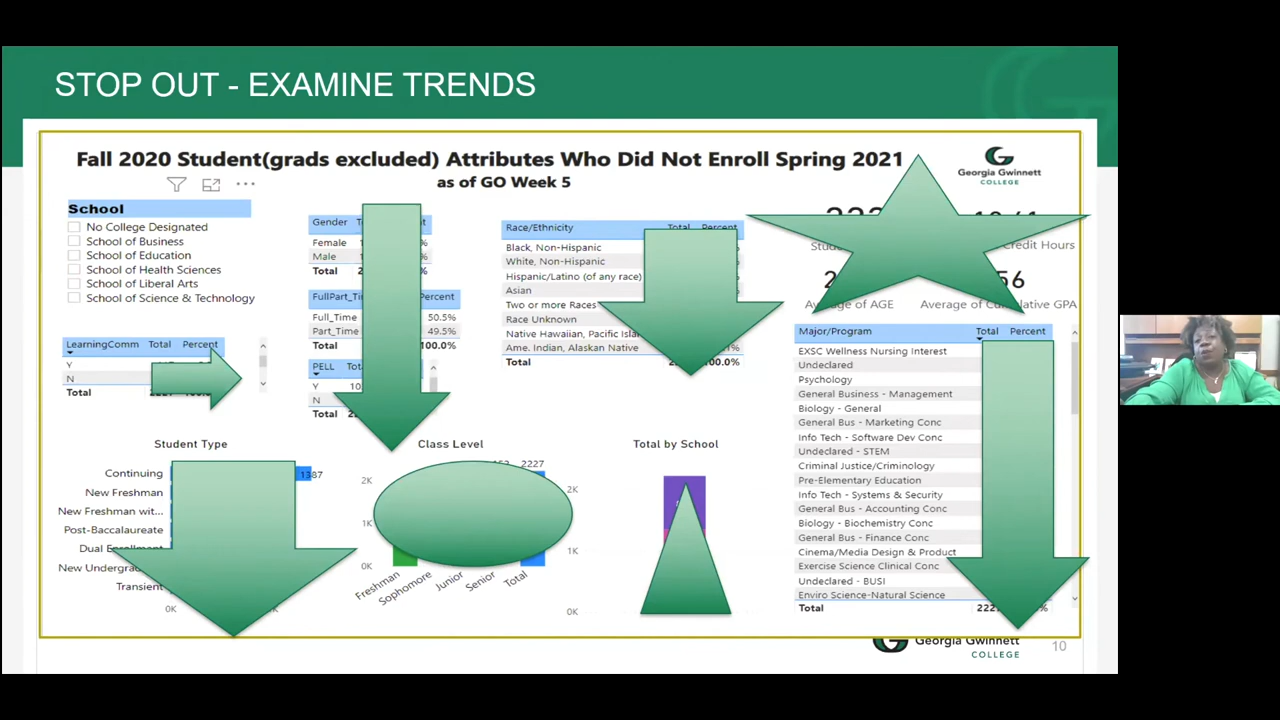 STOP OUT - EXAMINE TRENDS
Fall 2020 Student(grads excluded) Attributes Who Did Not Enroll Spring 2021
as of GO Week 5
Georgia Gwinnett
COLLEGE
School
No College Designated
School of Business
School of Education
School of Health Sciences
School of Liberal Arts
School of Science & Technology
LearningComm Total Percent
Y
N
Total
Gender
Female
Male
Total
FullPart_Ti Percent
Full_Time 50.5%
Part_Time 49.5%
Total 100.0%
PELL
Y
N
Total
Race/Ethnicity Total Percent
Black, Non-Hispanic
White, Non-Hispanic
Hispanic/Latino (of any race)
Asian
Two or more Races
Race Unknown
Native Hawaiian, Pacific
Ame. Indian, Alaskan Native
Total 100.0%
Credit Hours
of AGE
Average of GPA
Major/Program Total Percent
EXSC Wellness Nursing Interest
Undeclared
Psychology
General Business - Management
Biology - General
General Bus - Marketing Conc
Info Tech - Software Dev Conc
Undeclared - STEM
Criminal Justice/Criminology
Pre-Elementary Education
Info Tech - Systems & Security
General Bus - Accounting Conc
Biology - Biochemistry Conc
General Bus - Finance Conc
Cinema/Media Design & Product
Exercise Science Clinical Conc
Undeclared - BUSI
Enviro Science-Natural Science
Total
Student Type
Continuing 1387
New Freshman
New Freshman wit...
Post-Baccalaureate
Dual Enrollment
New Undergra
Transient
0K
Class Level
2227
2K
1K
0K
Freshman
Sophomore
Junior
Senior
Total
Total by School
2K
1K
0K
Georgia Gwinnett
COLLEGE
10